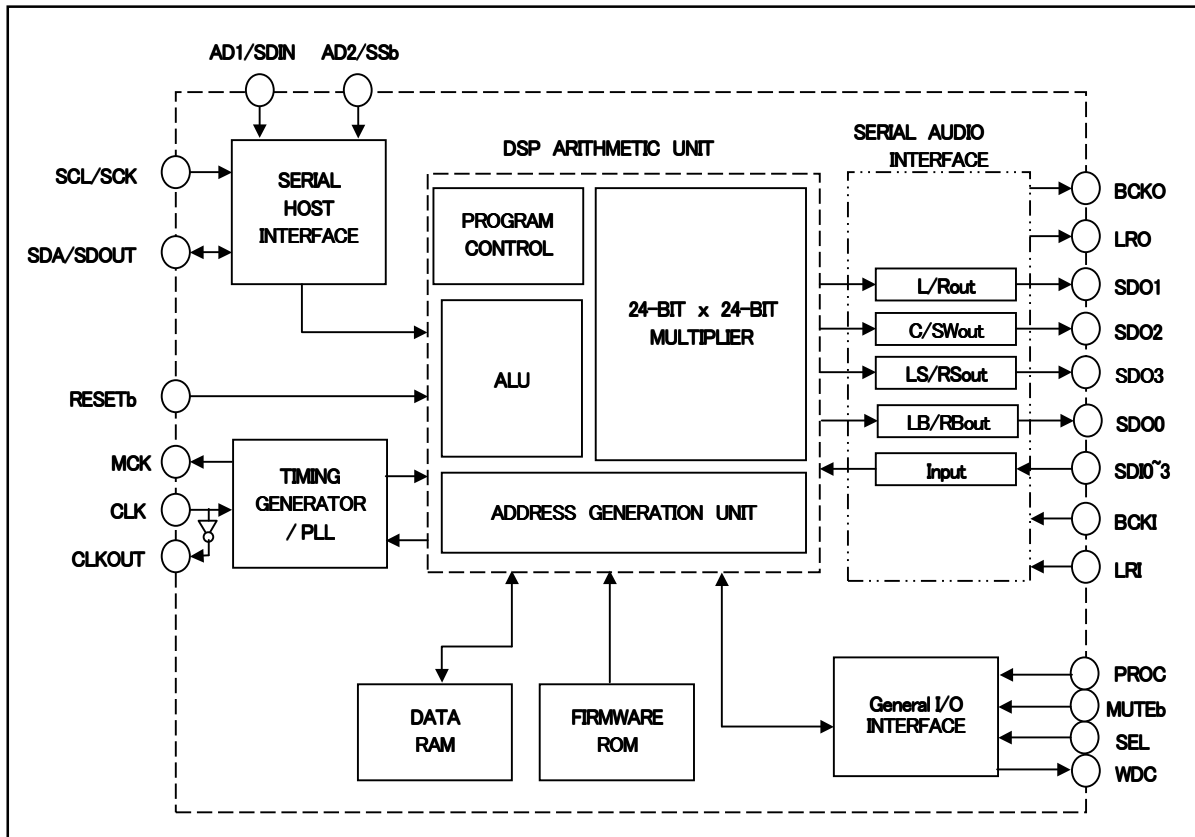 AD1/SDIN
AD2/SSb
SERIAL AUDIO
INTERFACE
DSP ARITHMETIC UNIT
SCL/SCK
SERIAL
HOST
INTERFACE
SDA/SDOUT
PROGRAM
CONTROL
24-BIT x 24-BIT
MULTIPLIER
ALU
ADDRESS GENERATION UNIT
RESETb
MCK
CLK
CLKOUT
TIMING
GENERATOR
/ PLL
L/Rout
C/SWout
LS/RSout
LB/RBout
Input
BCKO
LRO
SDO1
SDO2
SDO3
SDO0
SDI0~3
BCKI
LRI
DATA
RAM
FIRMWARE
ROM
General I/O
INTERFACE
PROC
MUTEb
SEL
WDC